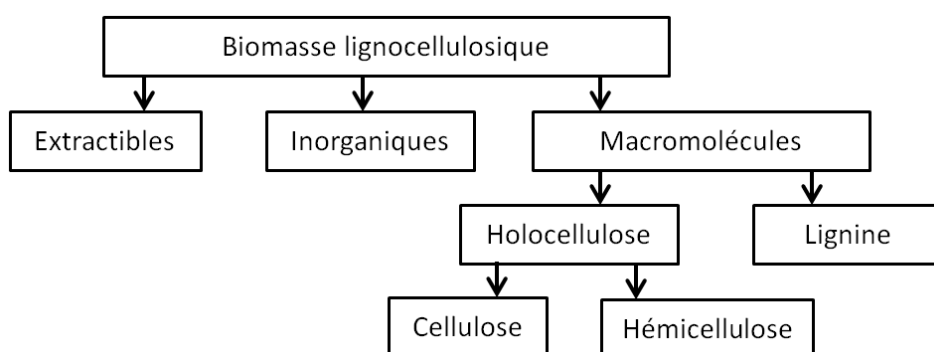 Biomasse lignocellulosique
Extractibles
Inorganiques
Macromolécules
Holocellulose
Lignine
Cellulose
Hémicellulose